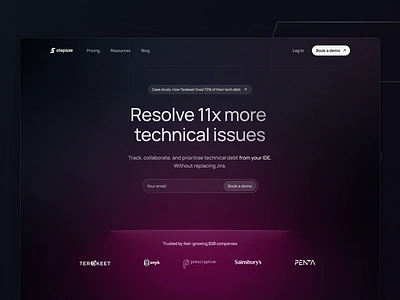 stepsize
Pricing
Resources
Blog
Log in
Book a demo
Case study: How Terakeet fixed 70% of their tech debt
Resolve 11x more
technical issues
Track, collaborate, and prioritise technical debt from your IDE.
Without replacing Jira.
Your email
Book a demo
Trusted by fast-growing B2B companies
TERAKEET
snyk
prescryptive
Sainsbury's
PENTA